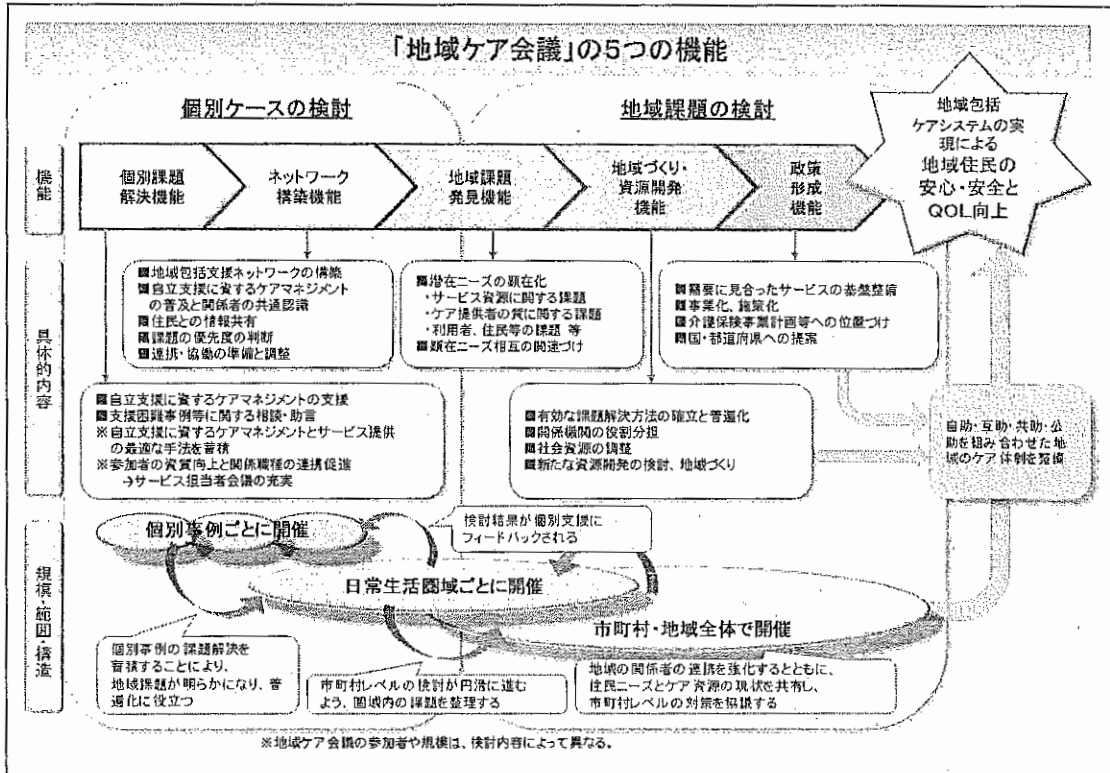 「地域ケア会議」の5つの機能
個別ケースの検討
地域課題の検討
地域包括
ケアシステムの実
現による
地域住民の
安心・安全と
QOL向上
機能
個別課題
解決機能
ネットワーク
構築機能
地域課題
発見機能
地域づくり・
資源開発
機能
政策
形成
機能
具体的内容
■地域包括支援ネットワークの構築
■自立支援に資するケアマネジメント
の普及と関係者の共通認識
■住民との情報共有
■課題の優先度の判断
■連携・協働の準備と調整
■潜在ニーズの顕在化
・サービス資源に関する課題
・ケア提供者の質に関する課題
・利用者、住民等の課題 等
■顕在ニーズ相互の関連づけ
■需要に見合ったサービスの基盤整備
■事業化、施策化
■介護保険事業計画等への位置づけ
■国・都道府県への提案
■自立支援に資するケアマネジメントの支援
■支援困難事例等に関する相談・助言
※自立支援に資するケアマネジメントとサービス提供
の最適な手法を蓄積
※参加者の資質向上と関係職種の連携促進
→サービス担当者会議の充実
■有効な課題解決方法の確立と普遍化
■関係機関の役割分担
■社会資源の調整
■新たな資源開発の検討、地域づくり
自助・互助・共助・公
助を組み合わせた地
域のケア体制を整備
規模・範囲・構造
個別事例ごとに開催
検討結果が個別支援に
フィードバックされる
日常生活圏域ごとに開催
市町村・地域全体で開催
個別事例の課題解決を
蓄積することにより、
地域課題が明らかになり、普
遍化に役立つ
市町村レベルの検討が円滑に進む
よう、圏域内の課題を整理する
地域の関係者の連携を強化するとともに、
住民ニーズとケア資源の現状を共有し、
市町村レベルの対策を協議する
※地域ケア会議の参加者や規模は、検討内容によって異なる。